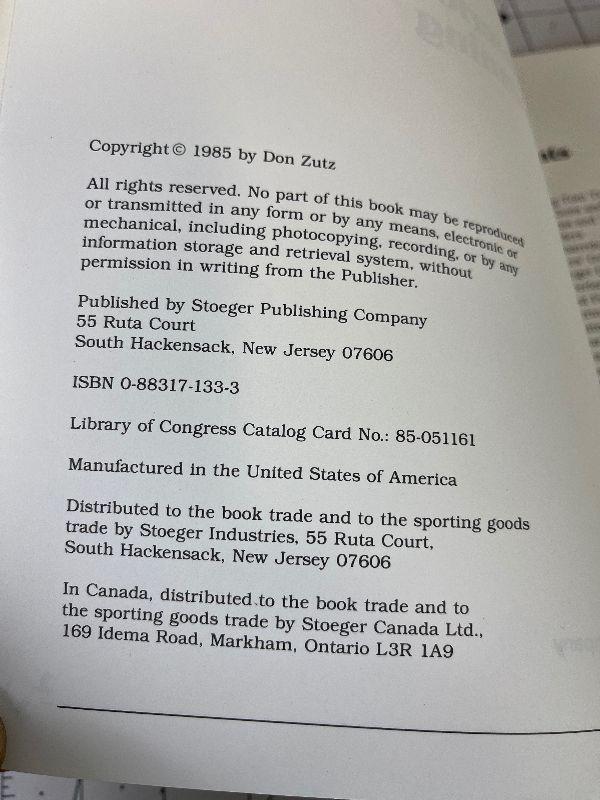 Copyright © 1985 by Don Zutz
All rights reserved. No part of this book may be reproduced
or transmitted in any form or by any means, electronic or
mechanical, including photocopying, recording, or by any
information storage and retrieval system, without
permission in writing from the Publisher.
Published by Stoeger Publishing Company
55 Ruta Court
South Hackensack, New Jersey 07606
ISBN 0-88317-133-3
Library of Congress Catalog Card No.: 85-051161
Manufactured in the United States of America
Distributed to the book trade and to the sporting goods
trade by Stoeger Industries, 55 Ruta Court,
South Hackensack, New Jersey 07606
In Canada, distributed to the book trade and to
the sporting goods trade by Stoeger Canada Ltd.,
169 Idema Road, Markham, Ontario L3R 1A9